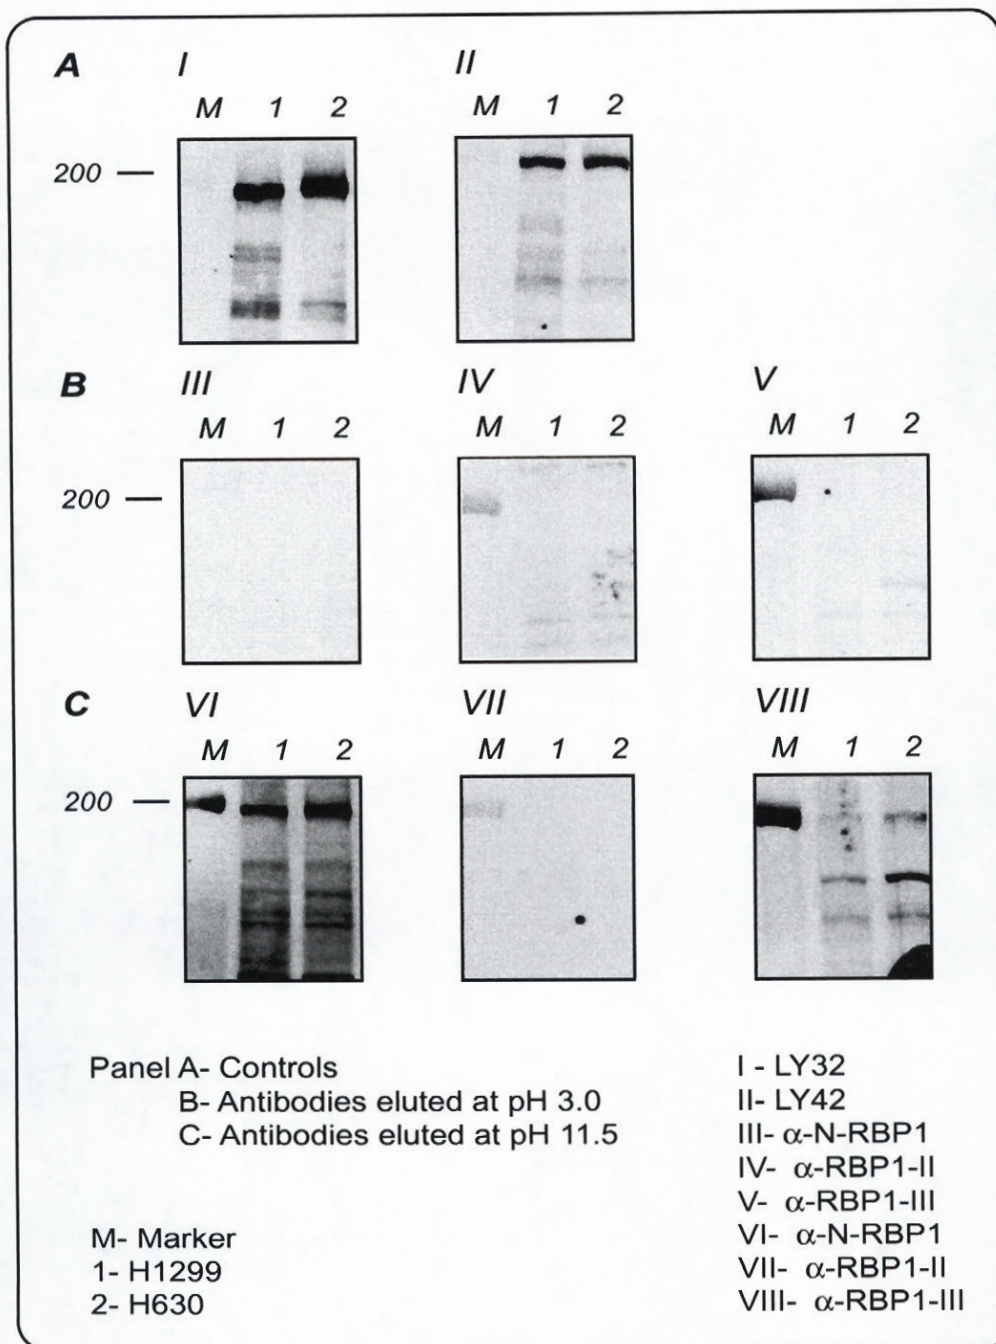 A I II
M 1 2 M 1 2
200
B III IV V
M 1 2 M 1 2 M 1 2
200
C VI VII VIII
M 1 2 M 1 2 M 1 2
200
Panel A- Controls
B- Antibodies eluted at pH 3.0
C- Antibodies eluted at pH 11.5
M- Marker
1- H1299
2- H630
I - LY32
II- LY42
III- α-N-RBP1
IV- α-RBP1-II
V- α-RBP1-III
VI- α-N-RBP1
VII- α-RBP1-II
VIII- α-RBP1-III